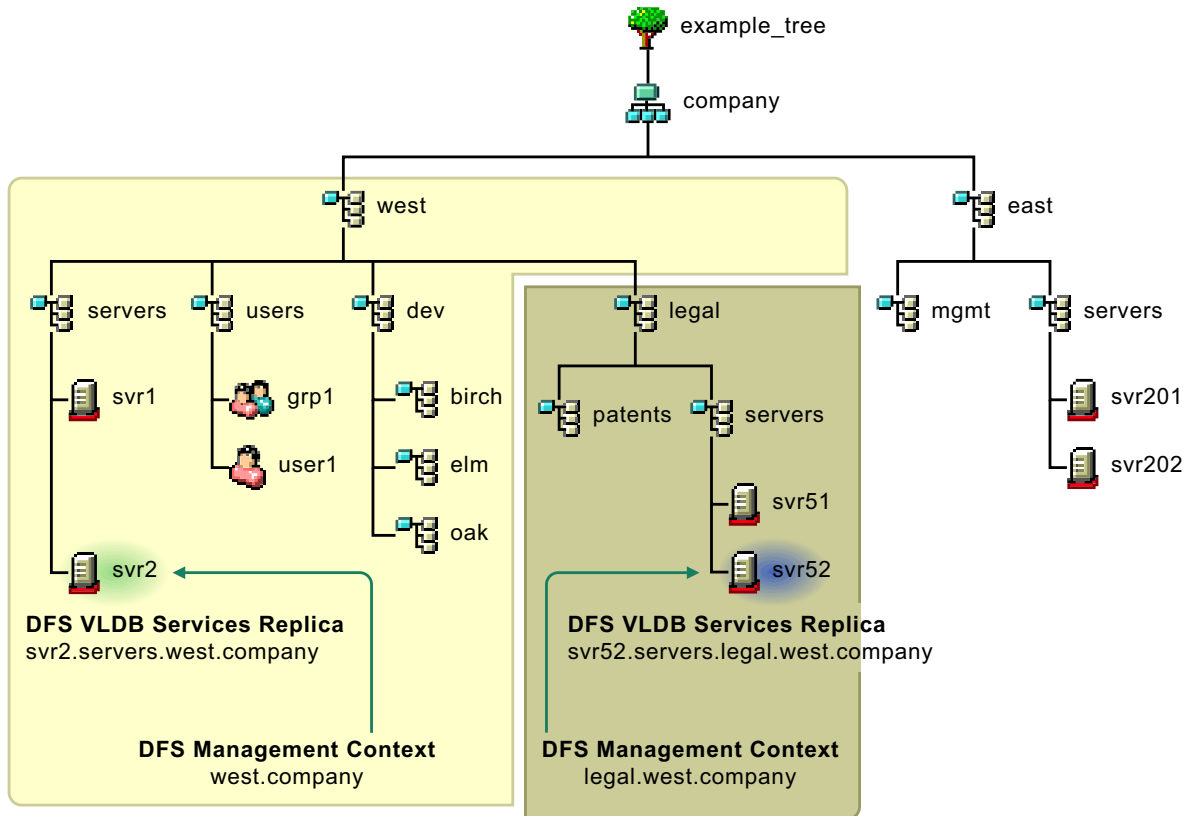 example_tree
company
west
east
servers
users
dev
legal
mgmt
servers
svr1
grp1
birch
patents
servers
svr201
user1
elm
svr202
svr51
oak
svr2
svr52
DFS VLDB Services Replica
svr2.servers.west.company
DFS VLDB Services Replica
svr52.servers.legal.west.company
DFS Management Context
west.company
DFS Management Context
legal.west.company